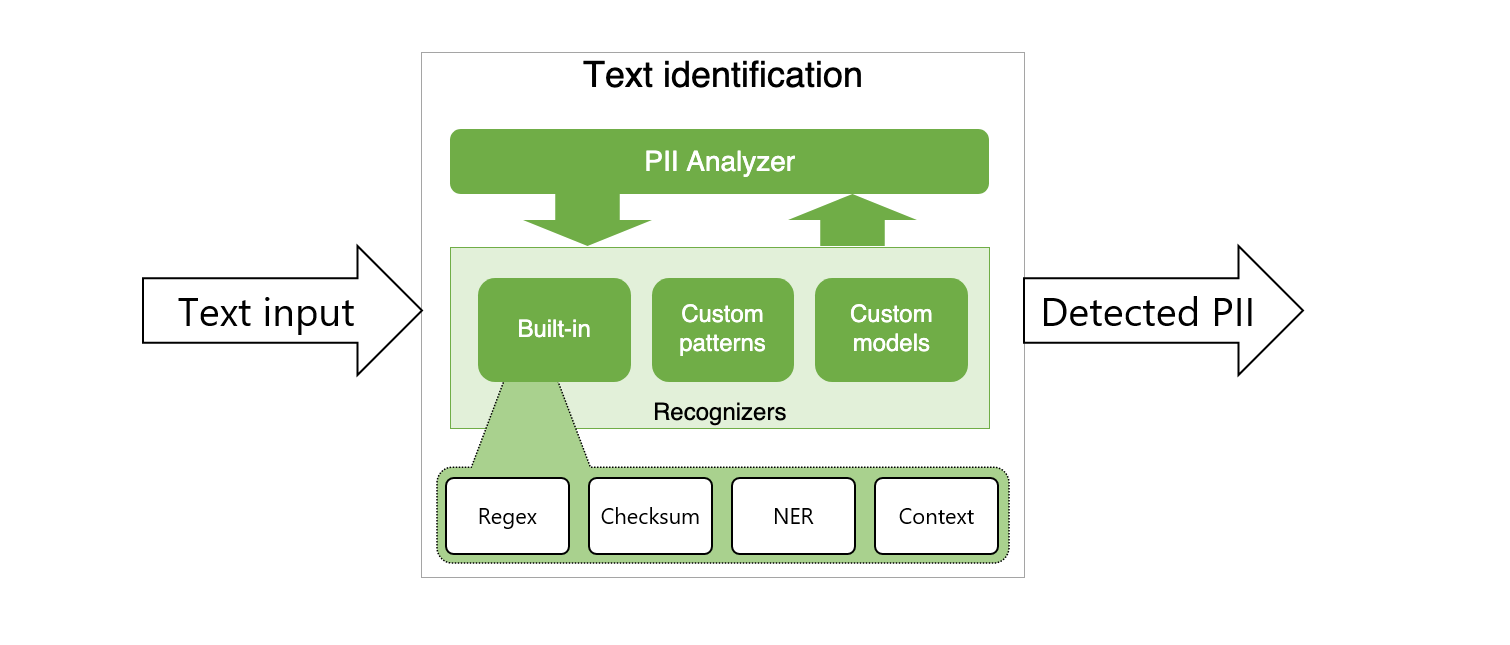 Text identification
PII Analyzer
Text input
Built-in
Custom
patterns
Custom
models
Recognizers
Regex
Checksum
NER
Context
Detected PII